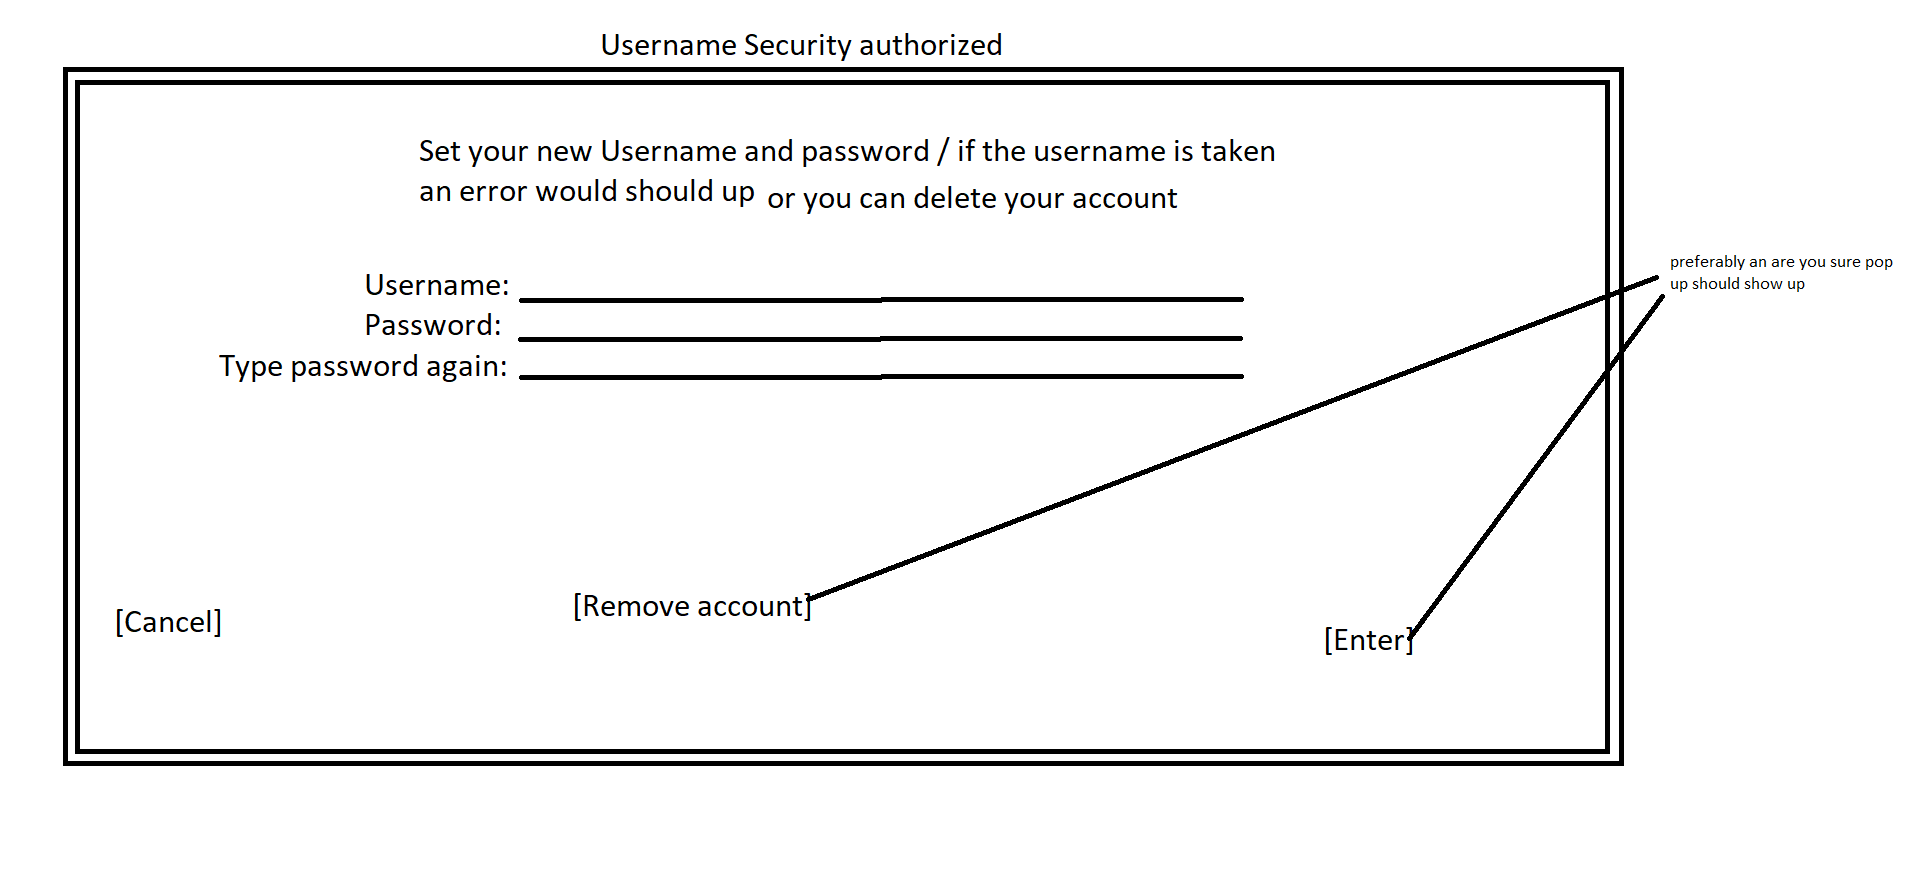 Username Security authorized
Set your new Username and password / if the username is taken
an error would should up or you can delete your account
preferably an are you sure pop
up should show up
Username:
Password:
Type password again:
[Cancel]
[Remove account]
[Enter]